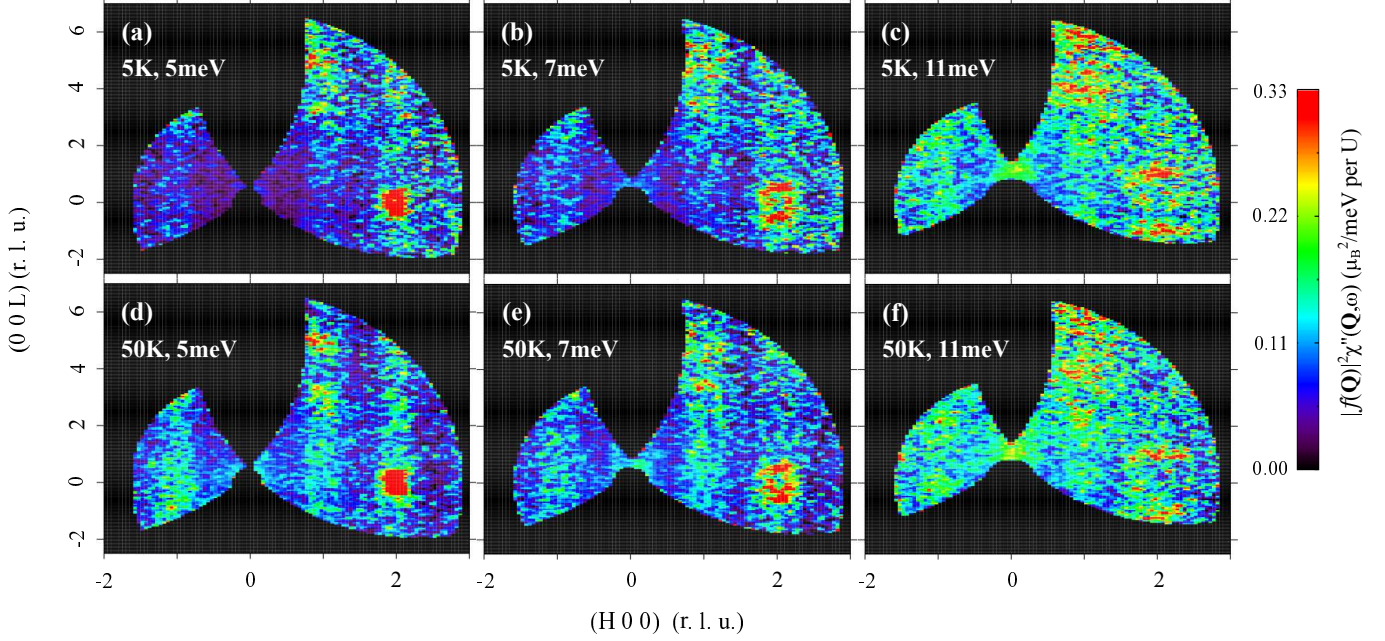 (a)
5K, 5meV
(b)
5K, 7meV
(c)
5K, 11meV
6
4
2
0
-2
0.33
0.22
0.11
0.00
|f(Q)|²χ"(Q,ω) (μ_B²/meV per U)
(0 0 L) (r. l. u.)
(d)
50K, 5meV
(e)
50K, 7meV
(f)
50K, 11meV
6
4
2
0
-2
-2 0 2 -2 0 2 -2 0 2
(H 0 0) (r. l. u.)